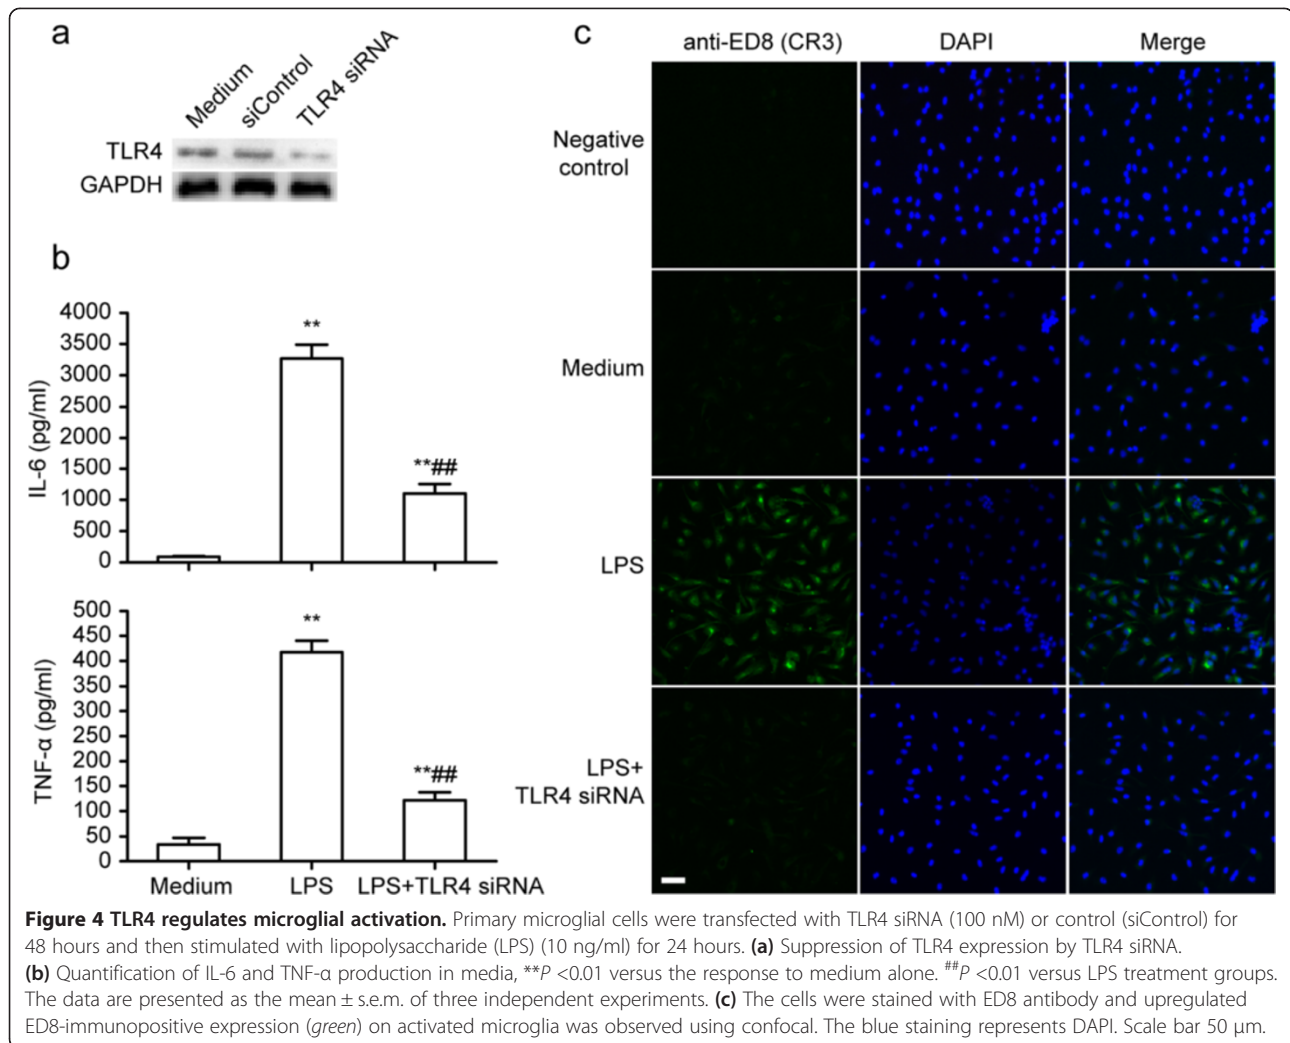 a
Medium
siControl
TLR4 siRNA
TLR4
GAPDH
b
4000
3500
3000
2500
2000
1500
1000
500
0
IL-6 (pg/ml)
**
**##
500
450
400
350
300
250
200
150
100
50
0
TNF-α (pg/ml)
**
**##
Medium
LPS
LPS+TLR4 siRNA
c
anti-ED8 (CR3)
DAPI
Merge
Negative
control
Medium
LPS
LPS+
TLR4 siRNA
Figure 4 TLR4 regulates microglial activation. Primary microglial cells were transfected with TLR4 siRNA (100 nM) or control (siControl) for
48 hours and then stimulated with lipopolysaccharide (LPS) (10 ng/ml) for 24 hours. (a) Suppression of TLR4 expression by TLR4 siRNA.
(b) Quantification of IL-6 and TNF-α production in media, **P <0.01 versus the response to medium alone. ##P <0.01 versus LPS treatment groups.
The data are presented as the mean ± s.e.m. of three independent experiments. (c) The cells were stained with ED8 antibody and upregulated
ED8-immunopositive expression (green) on activated microglia was observed using confocal. The blue staining represents DAPI. Scale bar 50 μm.